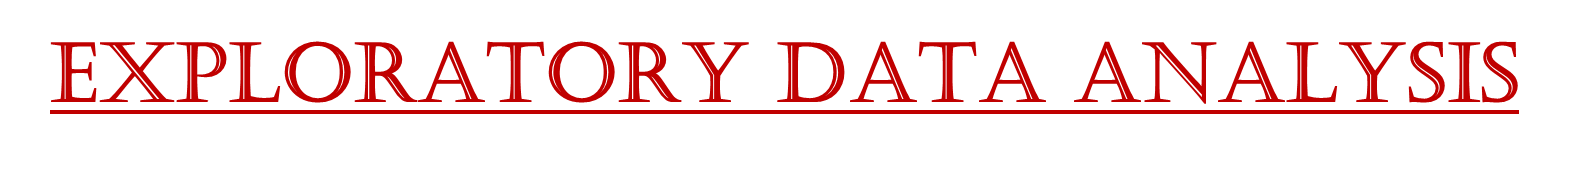 EXPLORATORY DATA ANALYSIS